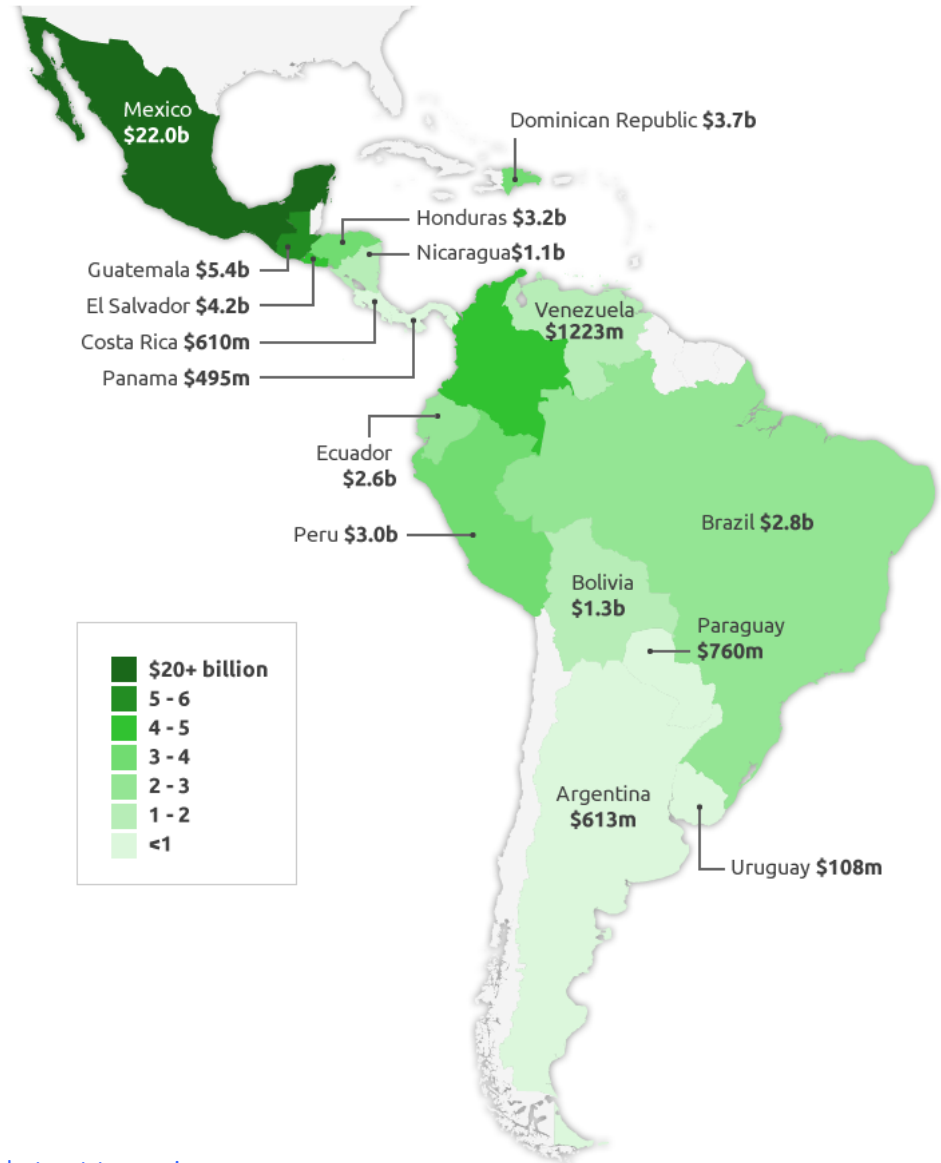 Mexico
$22.0b
Dominican Republic $3.7b
Honduras $3.2b
Nicaragua$1.1b
Guatemala $5.4b
El Salvador $4.2b
Costa Rica $610m
Panama $495m
Venezuela
$1223m
Ecuador
$2.6b
Peru $3.0b
Brazil $2.8b
Bolivia
$1.3b
Paraguay
$760m
Argentina
$613m
Uruguay $108m
$20+ billion
5 - 6
4 - 5
3 - 4
2 - 3
1 - 2
<1